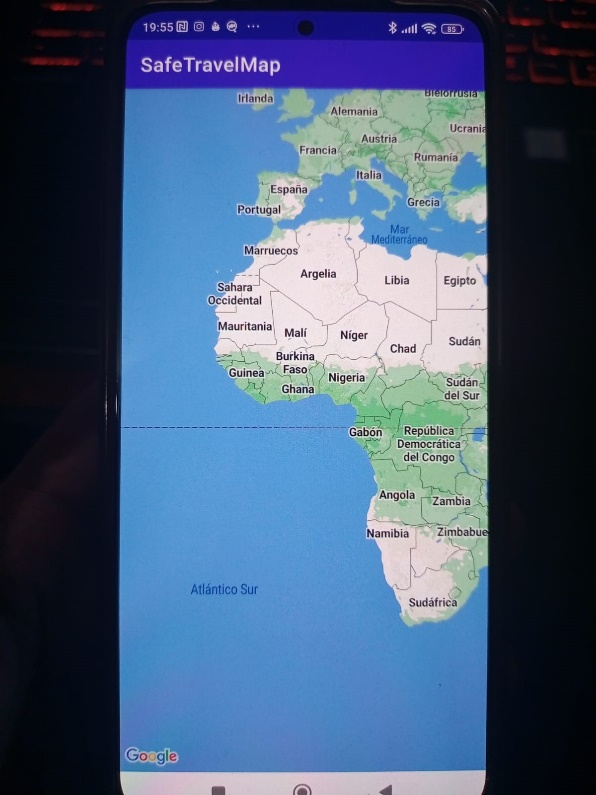 19:55
85
SafeTravelMap
Irlanda
Bielorrusia
Alemania
Ucrania
Austria
Francia
Rumanía
Italia
España
Grecia
Portugal
Mar
Mediterráneo
Marruecos
Argelia
Libia
Egipto
Sahara
Occidental
Mauritania
Malí
Níger
Sudán
Chad
Burkina
Faso
Guinea
Nigeria
Sudán
del Sur
Ghana
Gabón
República
Democrática
del Congo
Angola
Zambia
Namibia
Zimbabue
Atlántico Sur
Sudáfrica
Google